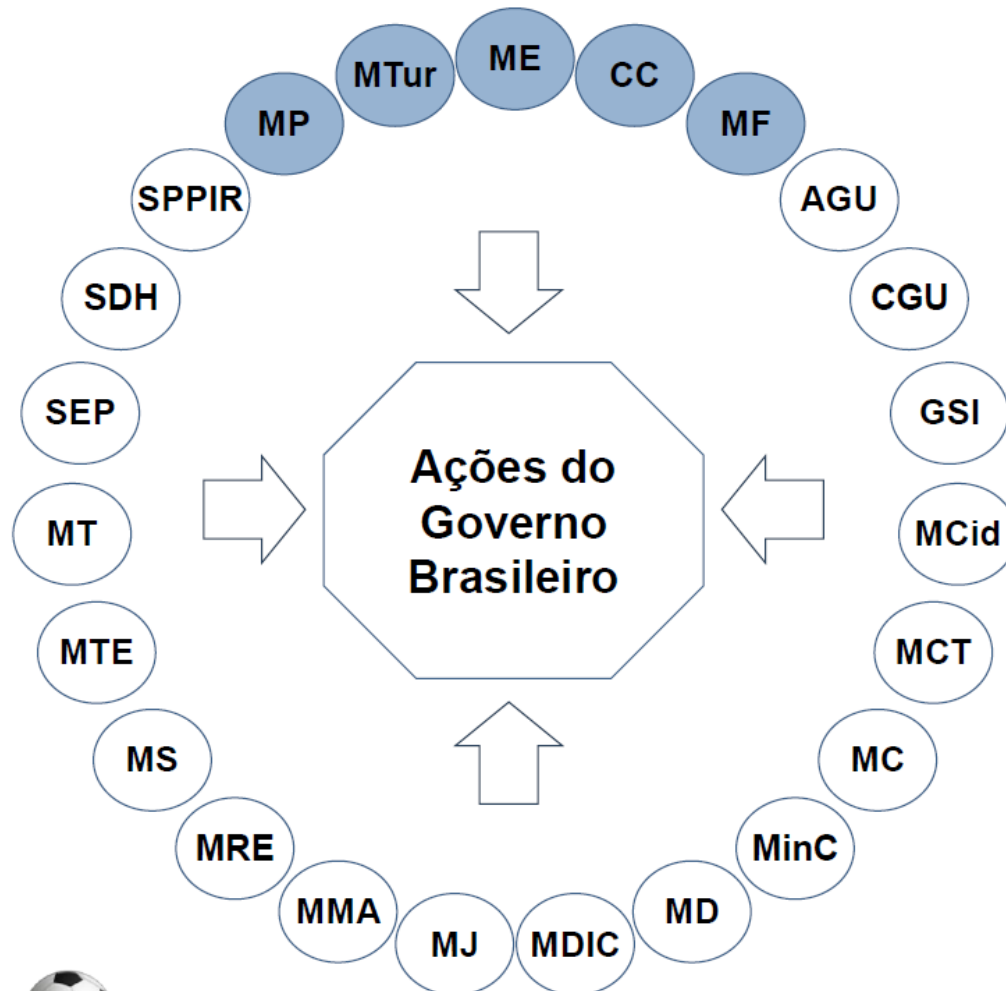 ME
CC
MF
AGU
CGU
GSI
MCid
MCT
MC
MinC
MD
MDIC
MJ
MMA
MRE
MS
MTE
MT
SEP
SDH
SPPIR
MP
MTur
Ações do
Governo
Brasileiro